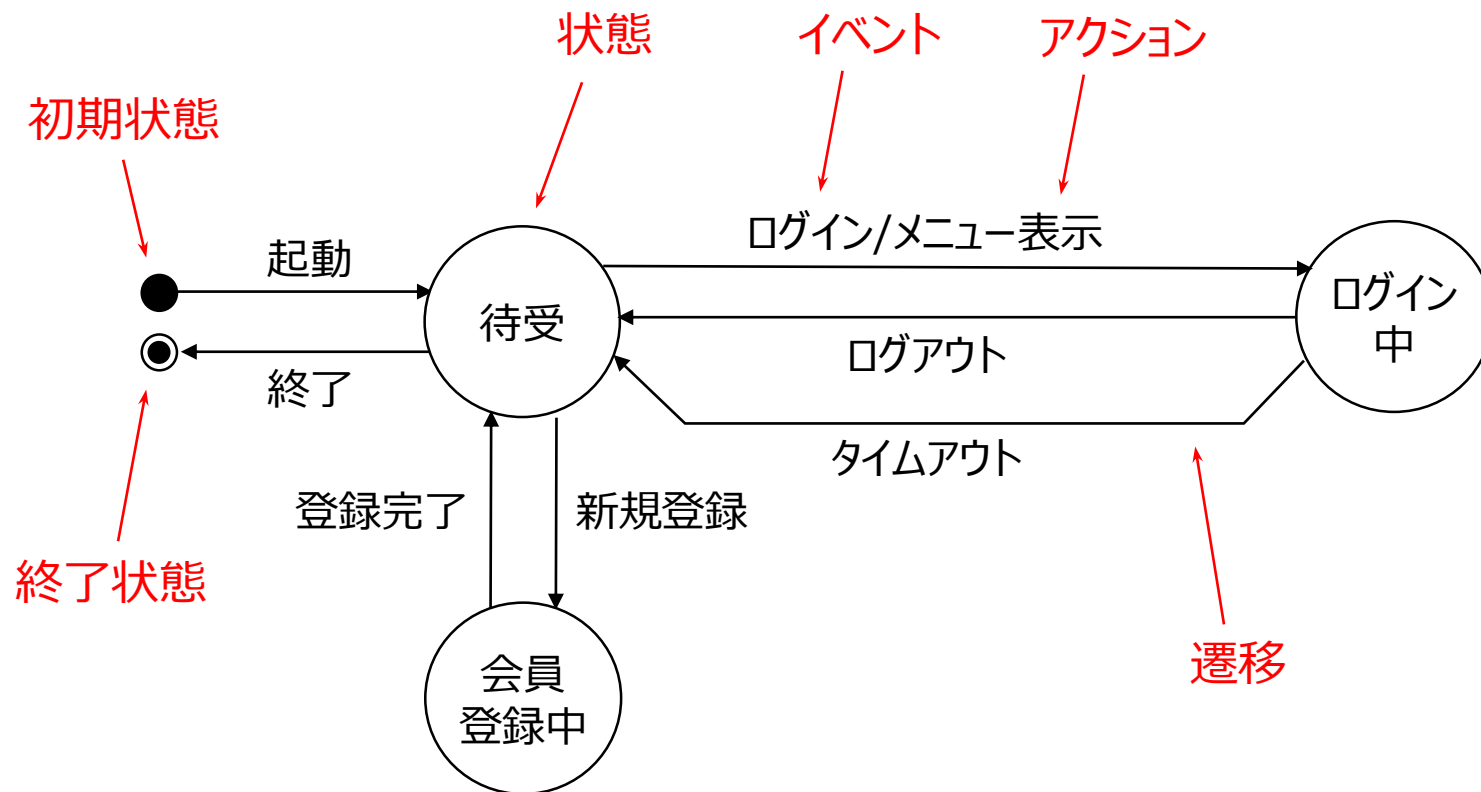 状態
イベント
アクション
初期状態
ログイン/メニュー表示
起動
待受
ログイン
中
ログアウト
終了
タイムアウト
登録完了
新規登録
終了状態
遷移
会員
登録中